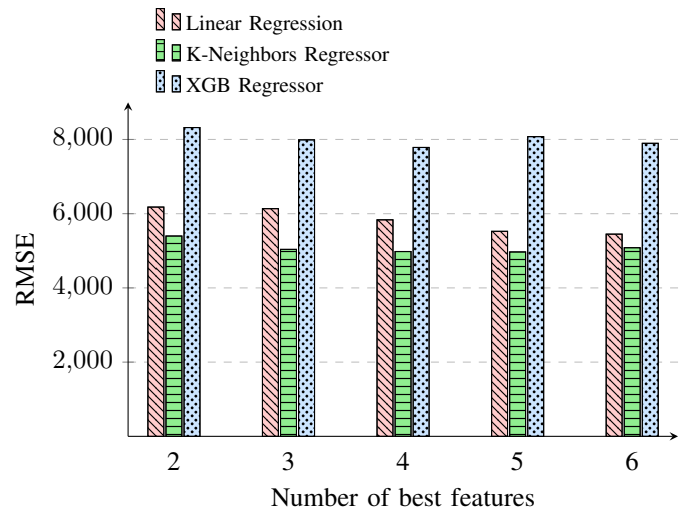 Linear Regression
K-Neighbors Regressor
XGB Regressor
8,000
6,000
4,000
2,000
RMSE
2 3 4 5 6
Number of best features